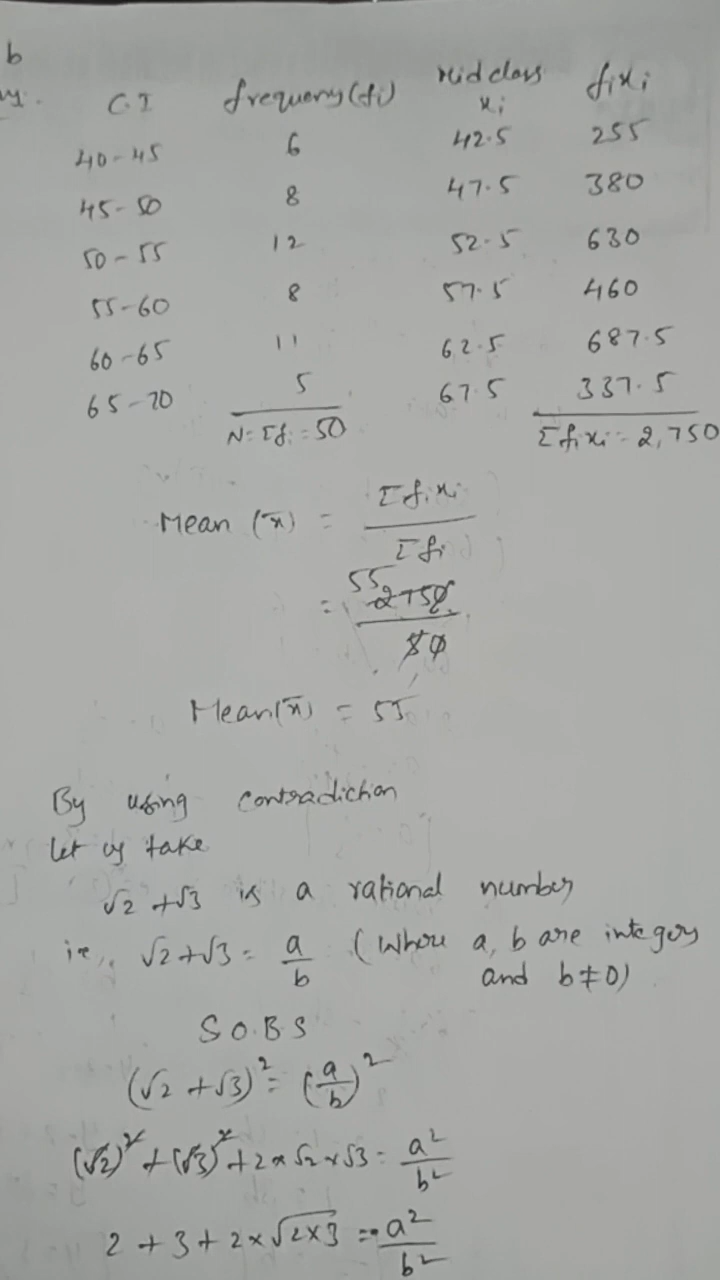 b
C.I frequency(fi) Mid class xi fixi
40-45 6 42.5 255
45-50 8 47.5 380
50-55 12 52.5 630
55-60 8 57.5 460
60-65 11 62.5 687.5
65-70 5 67.5 337.5
N=Σfi=50 Σfixi=2,750
Mean (x̄) = Σfixi / Σfi
= 55 2750 / 50
Mean(x̄) = 55
By using contradiction
let us take
√2+√3 is a rational number
i.e., √2+√3 = a/b (Where a, b are integers
and b≠0)
S.O.B.S
(√2+√3)² = (a/b)²
(√2)²+(√3)²+2×√2×√3 = a²/b²
2+3+2×√2×3 = a²/b²